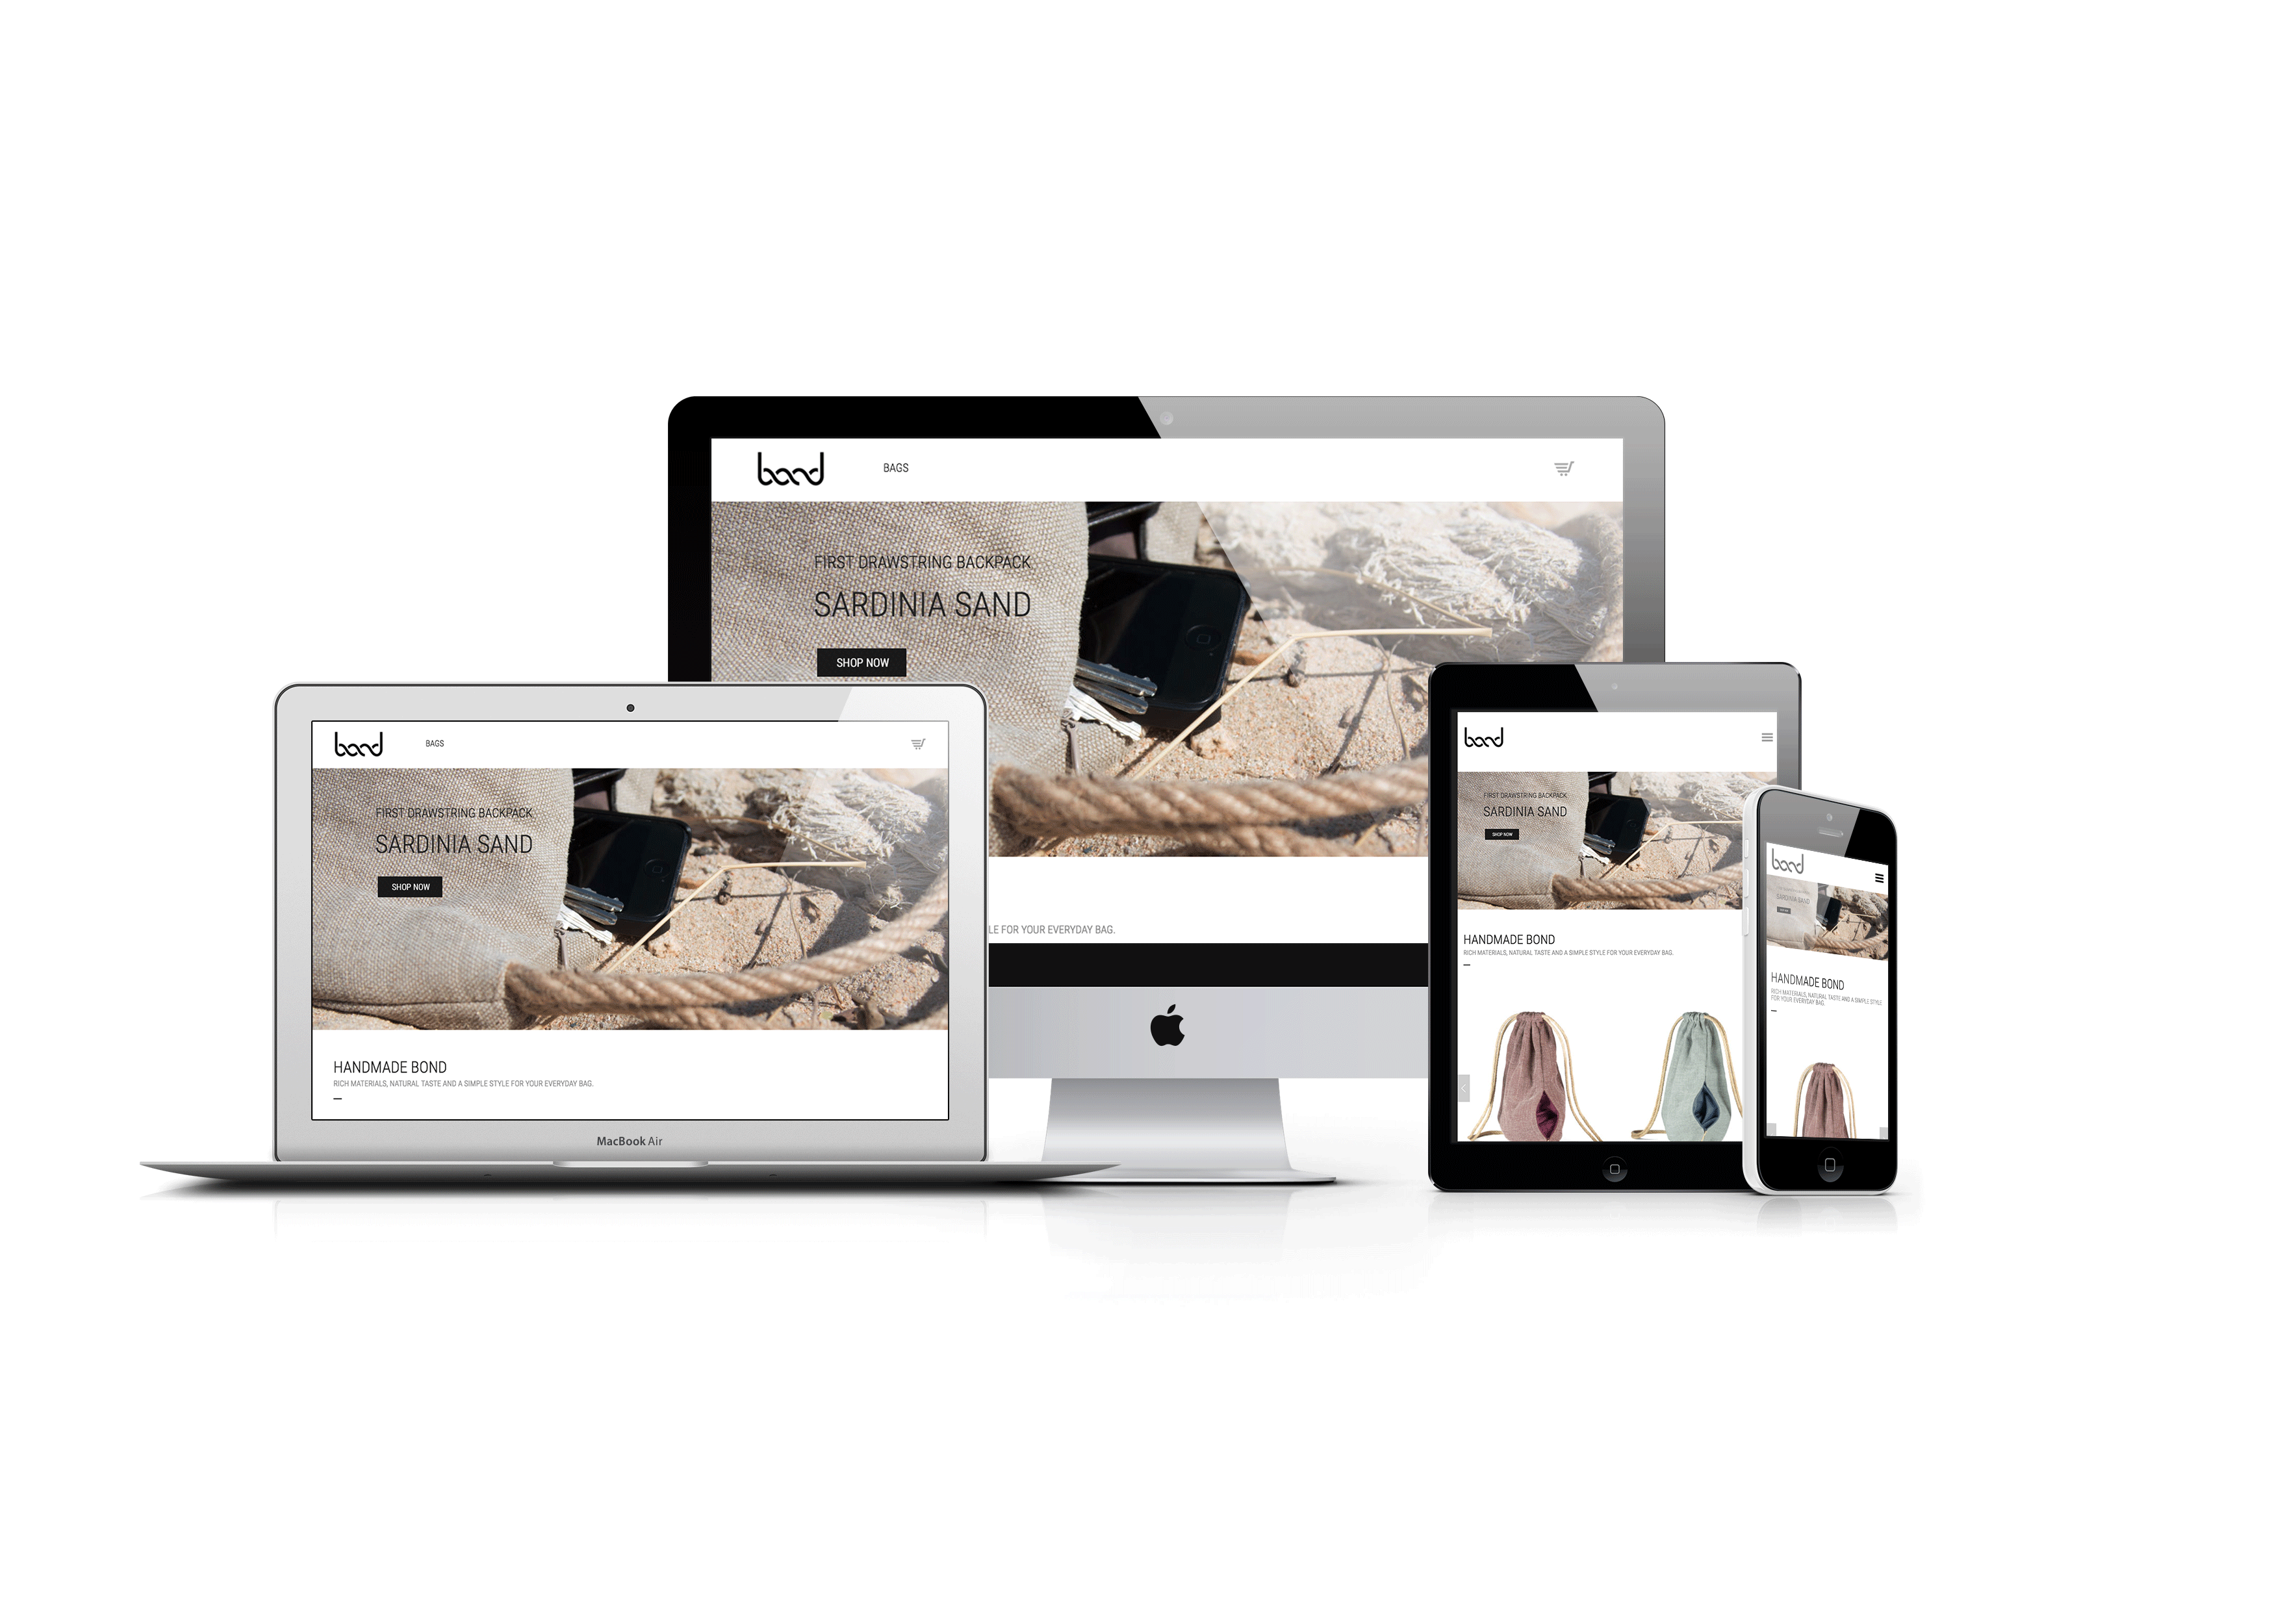 bond
BAGS
FIRST DRAWSTRING BACKPACK
SARDINIA SAND
SHOP NOW
LE FOR YOUR EVERYDAY BAG.
bond
BAGS
FIRST DRAWSTRING BACKPACK
SARDINIA SAND
SHOP NOW
HANDMADE BOND
RICH MATERIALS, NATURAL TASTE AND A SIMPLE STYLE FOR YOUR EVERYDAY BAG.
MacBook Air
bond
FIRST DRAWSTRING BACKPACK
SARDINIA SAND
SHOP NOW
HANDMADE BOND
RICH MATERIALS, NATURAL TASTE AND A SIMPLE STYLE FOR YOUR EVERYDAY BAG.
bond
SARDINIA SAND
HANDMADE BOND
RICH MATERIALS, NATURAL TASTE AND A SIMPLE STYLE
FOR YOUR EVERYDAY BAG.